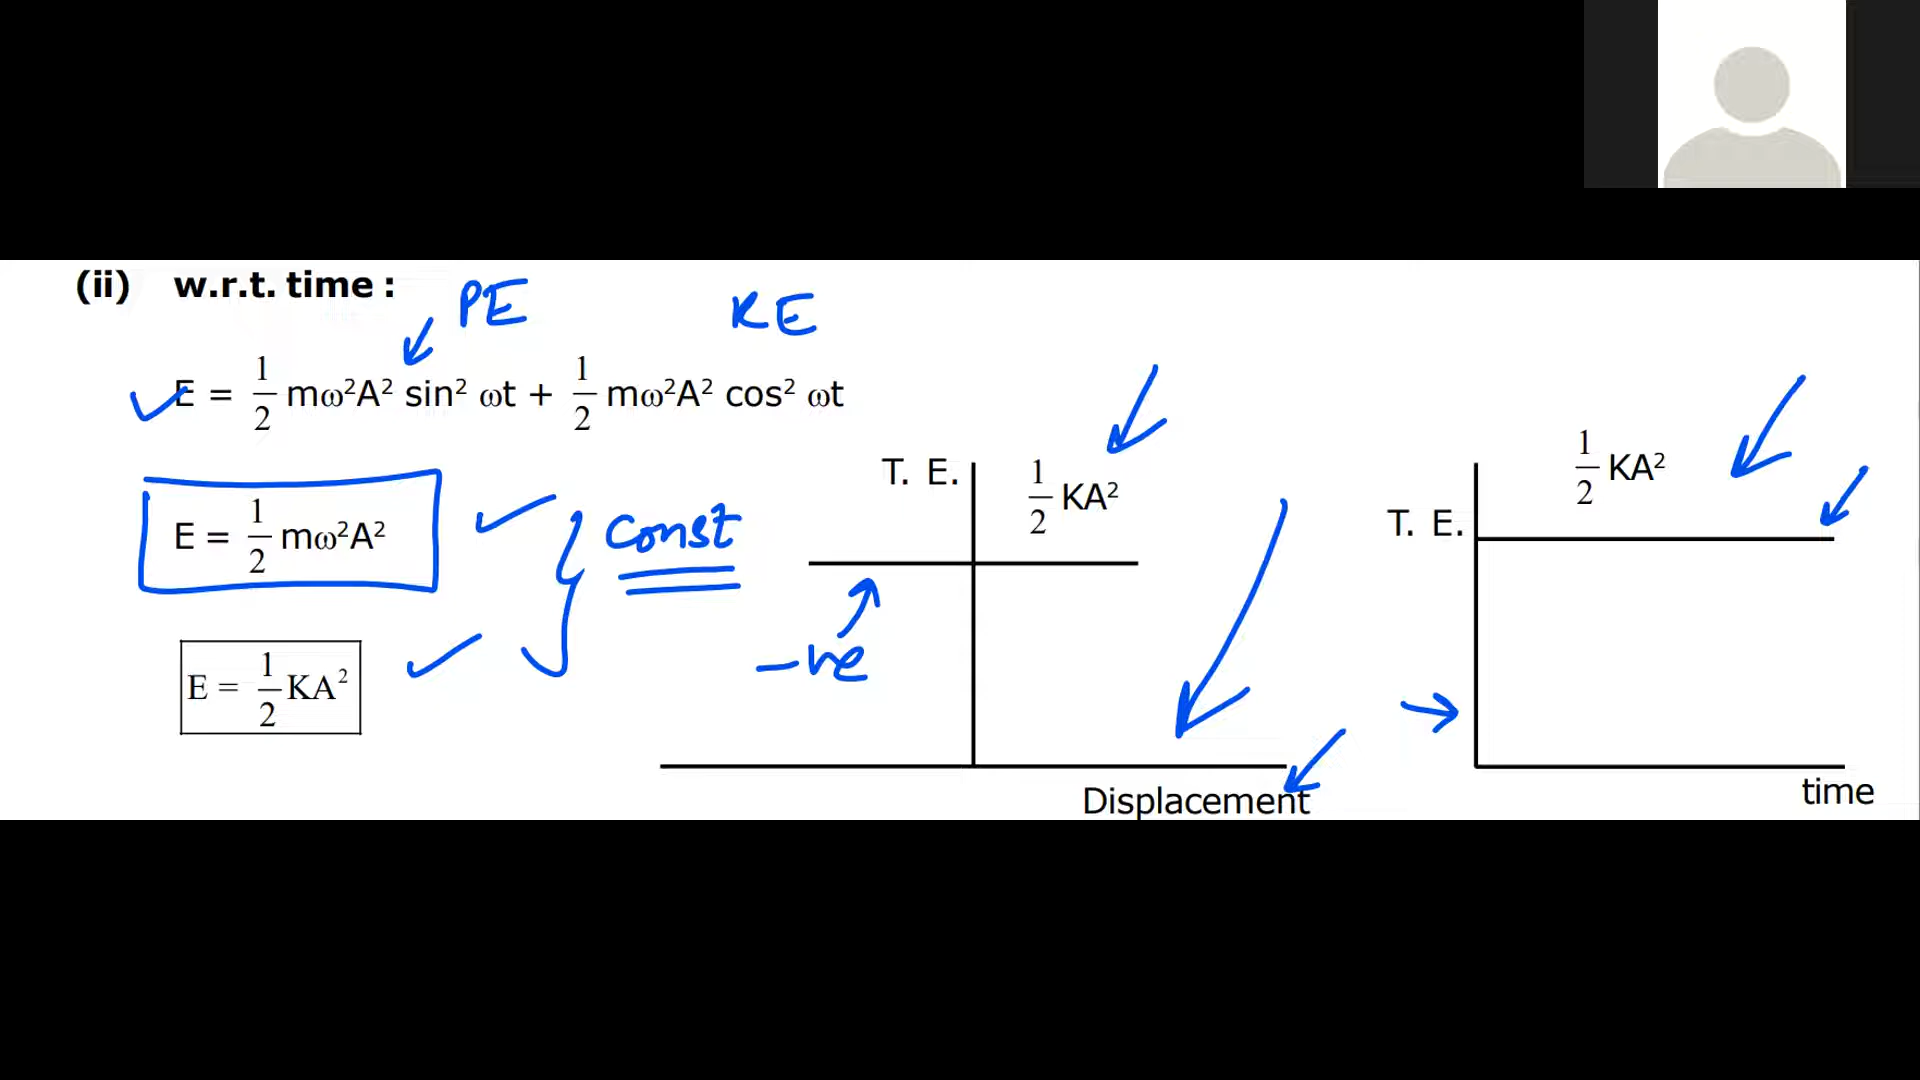 (ii) w.r.t. time :
PE
KE
E = 1/2 mω²A² sin² ωt + 1/2 mω²A² cos² ωt
E = 1/2 mω²A²
const
E = 1/2 KA²
T. E.
1/2 KA²
-ve
Displacement
1/2 KA²
T. E.
time